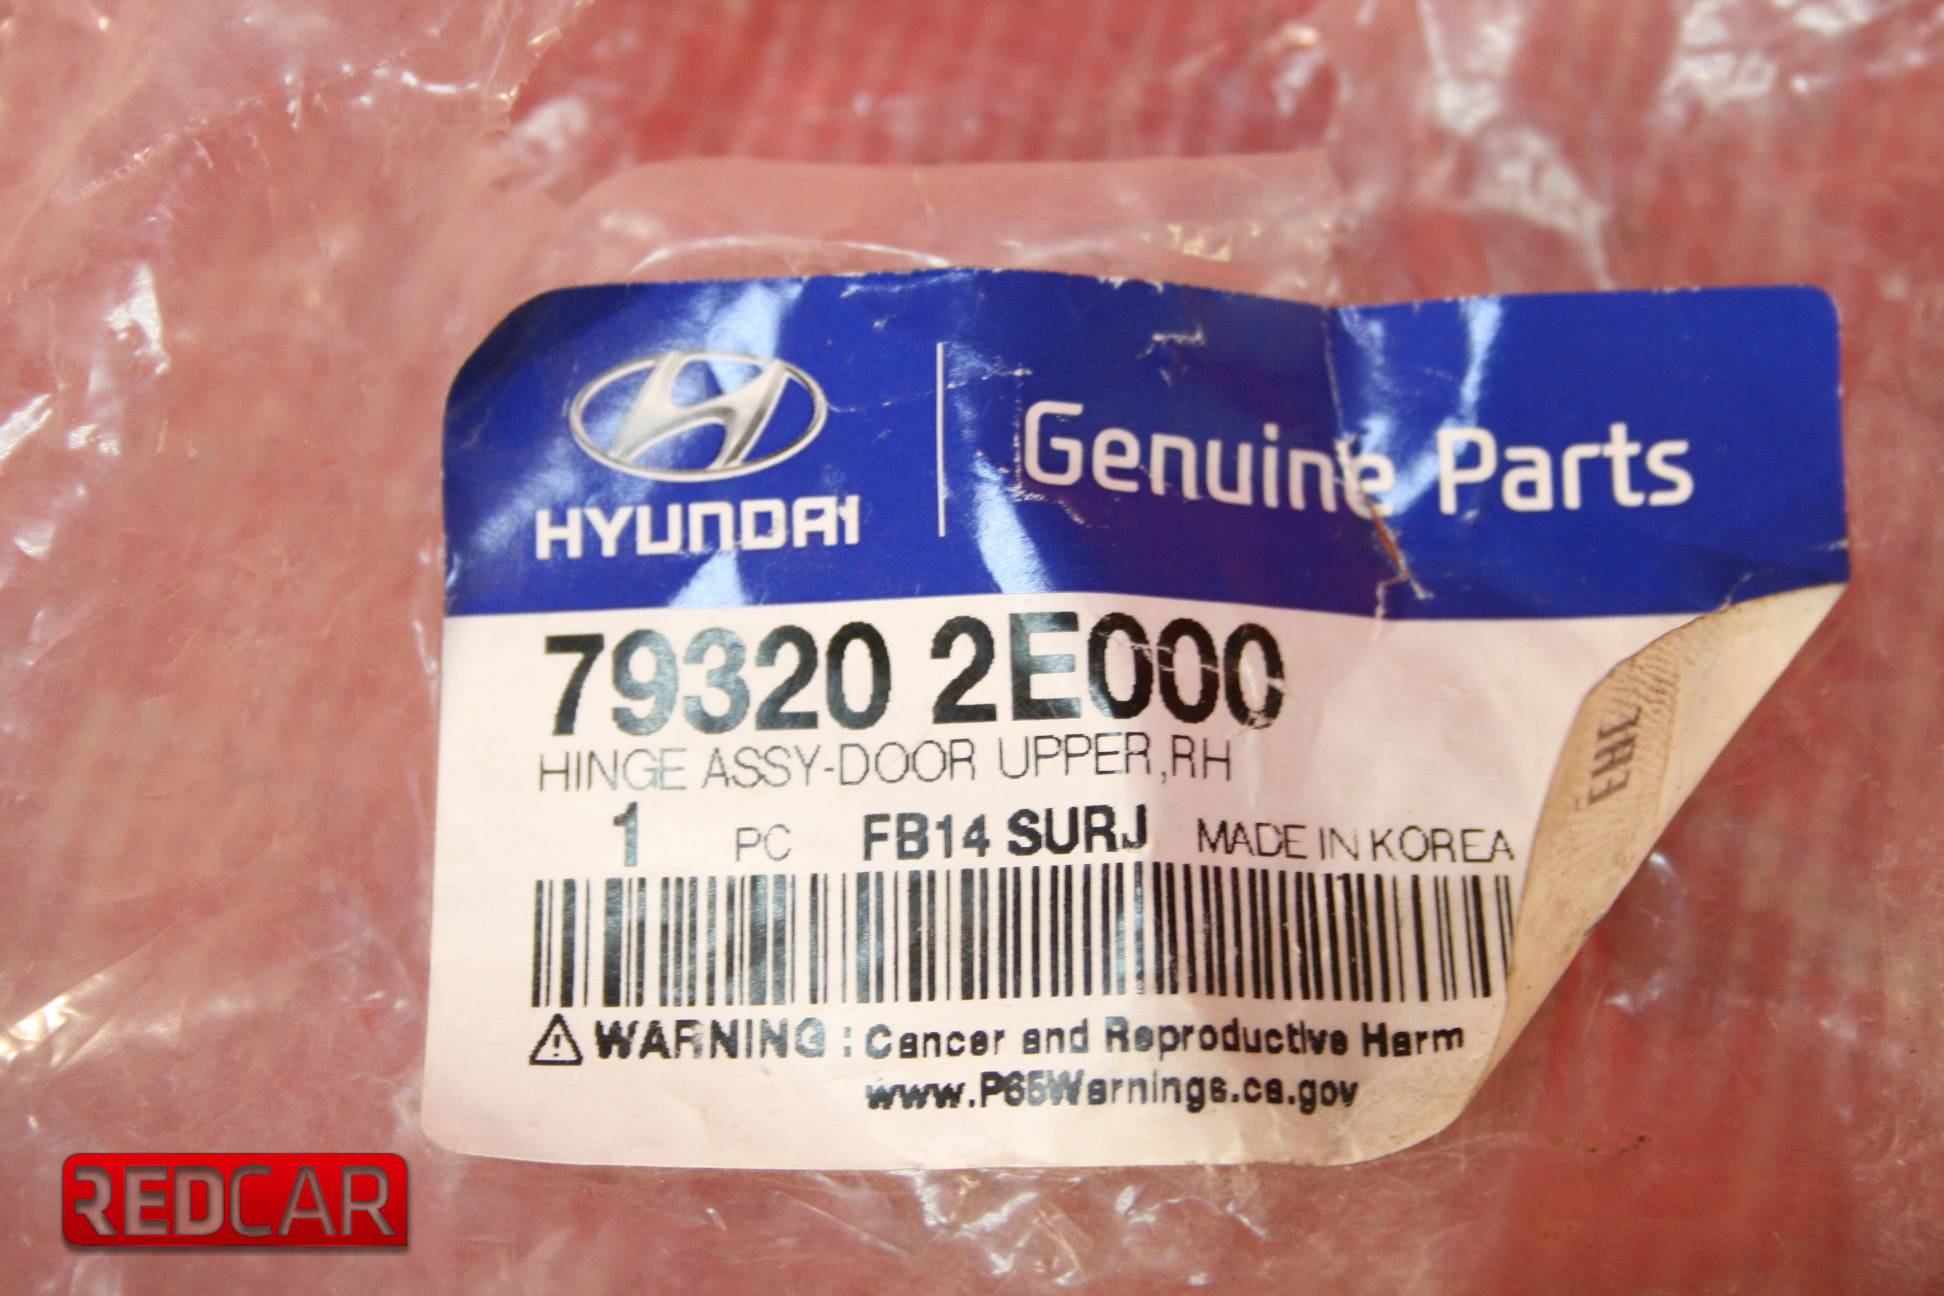 HYUNDAI
Genuine Parts
79320 2E000
HINGE ASSY-DOOR UPPER,RH
1 PC FB14 SURJ MADE IN KOREA
WARNING : Cancer and Reproductive Harm
www.P65Warnings.ca.gov
REDCAR